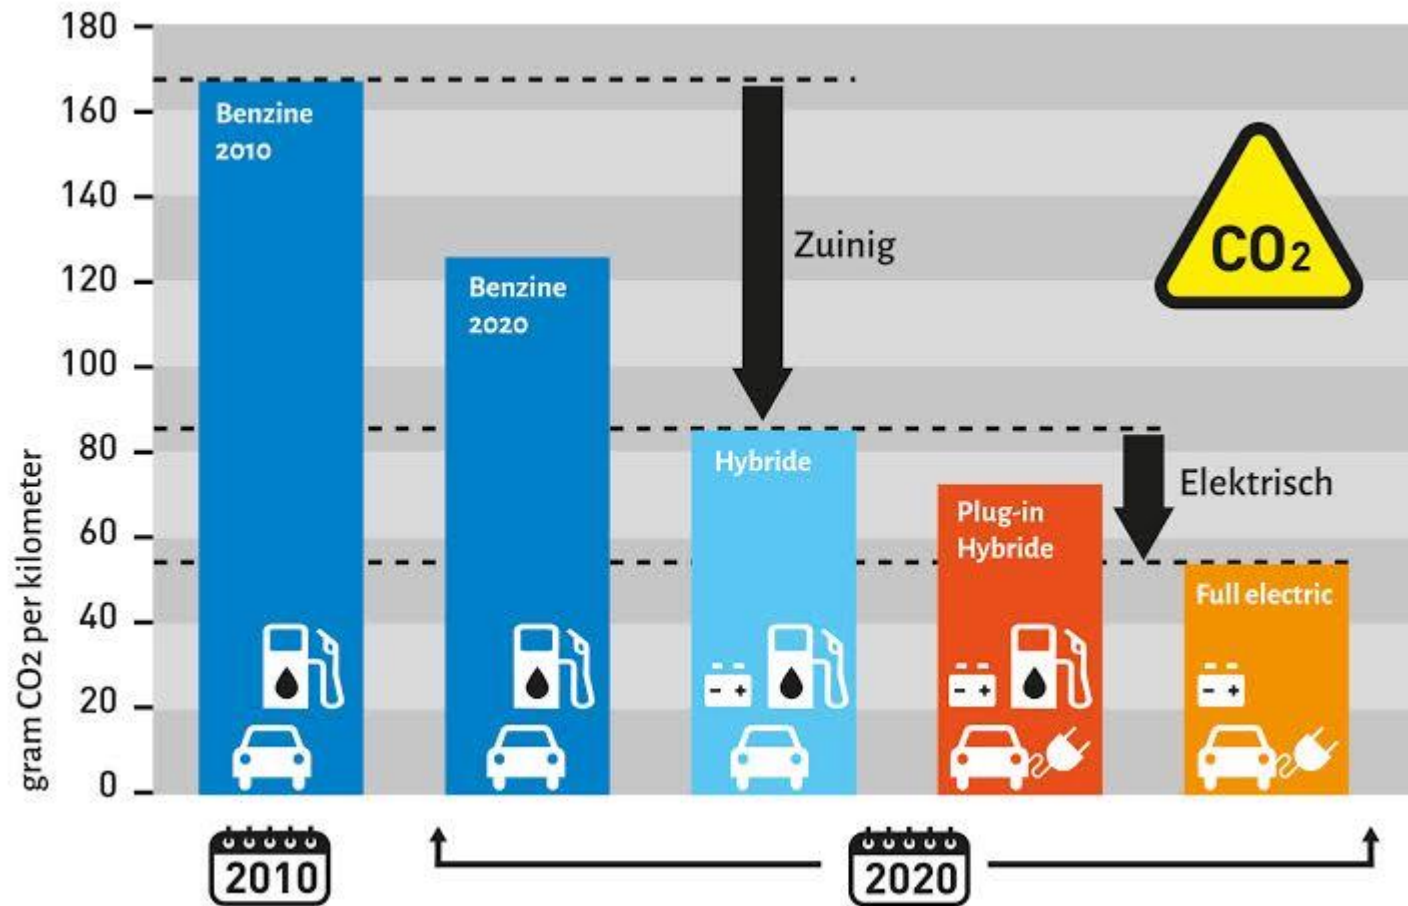 180
160
140
120
100
80
60
40
20
0
gram CO2 per kilometer
Benzine
2010
Benzine
2020
Zuinig
CO2
Hybride
Plug-in
Hybride
Elektrisch
Full electric
- +
- +
- +
2010
2020